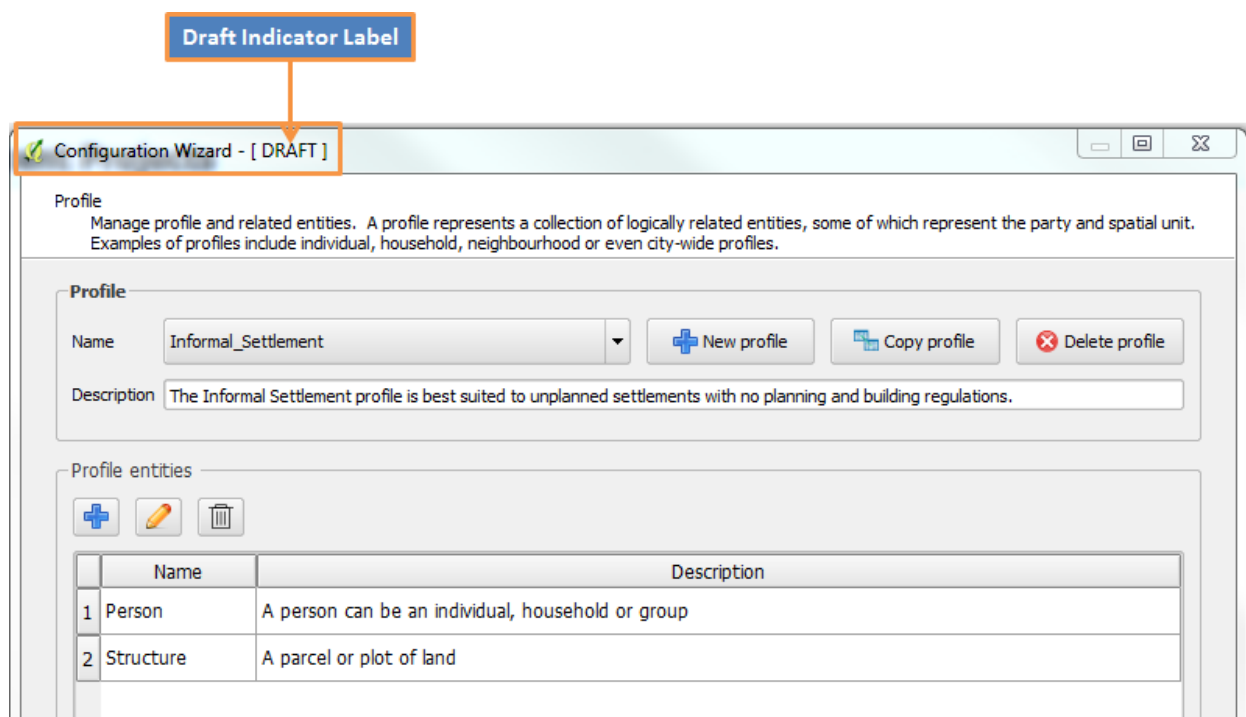 Draft Indicator Label
Configuration Wizard - [ DRAFT ]
Profile
Manage profile and related entities. A profile represents a collection of logically related entities, some of which represent the party and spatial unit.
Examples of profiles include individual, household, neighbourhood or even city-wide profiles.
Profile
Name Informal_Settlement New profile Copy profile Delete profile
Description The Informal Settlement profile is best suited to unplanned settlements with no planning and building regulations.
Profile entities
Name Description
1 Person A person can be an individual, household or group
2 Structure A parcel or plot of land